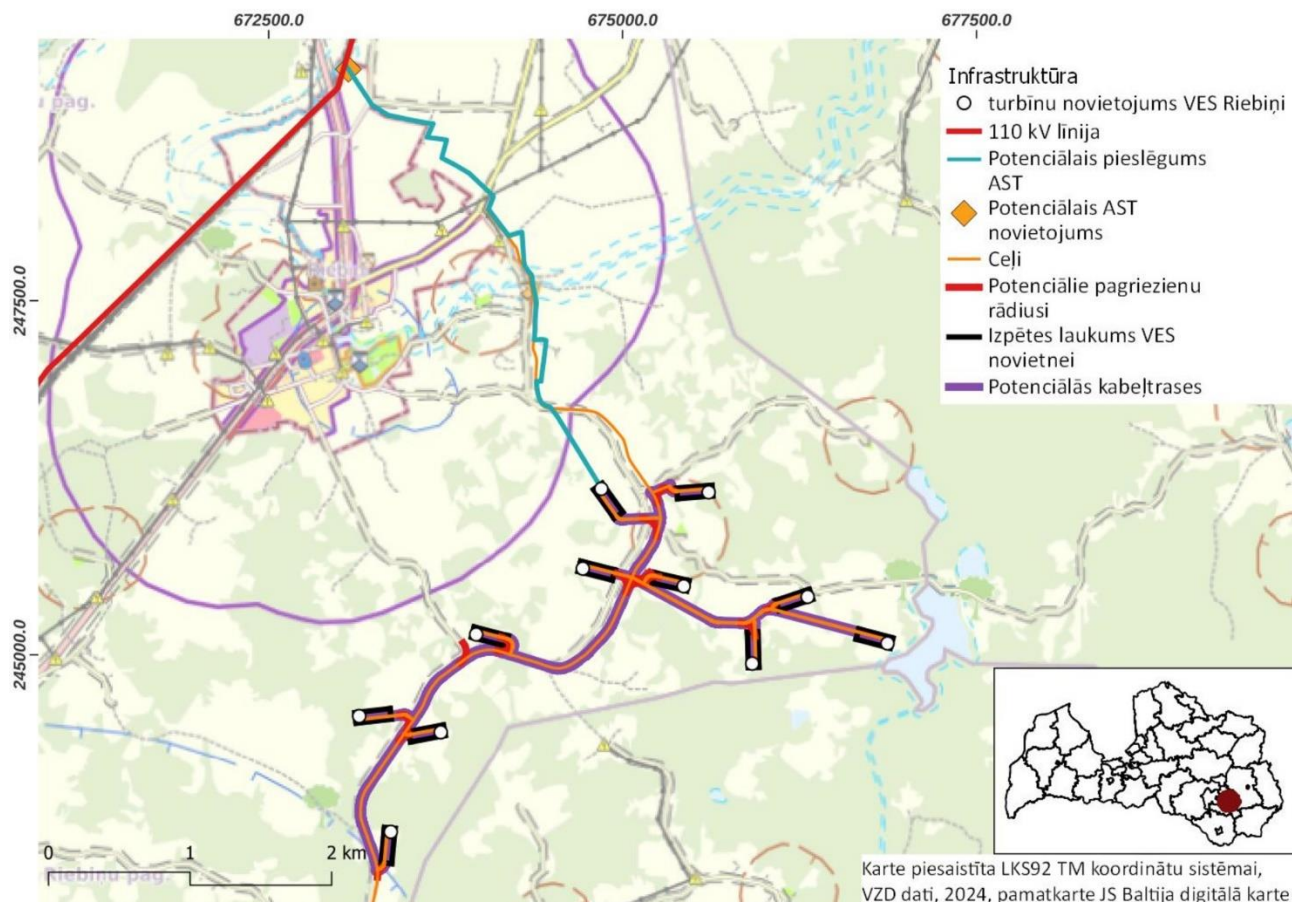 672500.0
675000.0
677500.0
Infrastruktūra
turbīnu novietojums VES Riebiņi
110 kV līnija
Potenciālais pieslēgums
AST
Potenciālais AST
novietojums
Ceļi
Potenciālie pagriezienu
rādiusi
Izpētes laukums VES
novietnei
Potenciālās kabeļtrases
pag.
247500.0
245000.0
0
1
2 km
Riebiņu pag.
Karte piesaistīta LKS92 TM koordinātu sistēmai,
VZD dati, 2024, pamatkarte JS Baltija digitālā karte